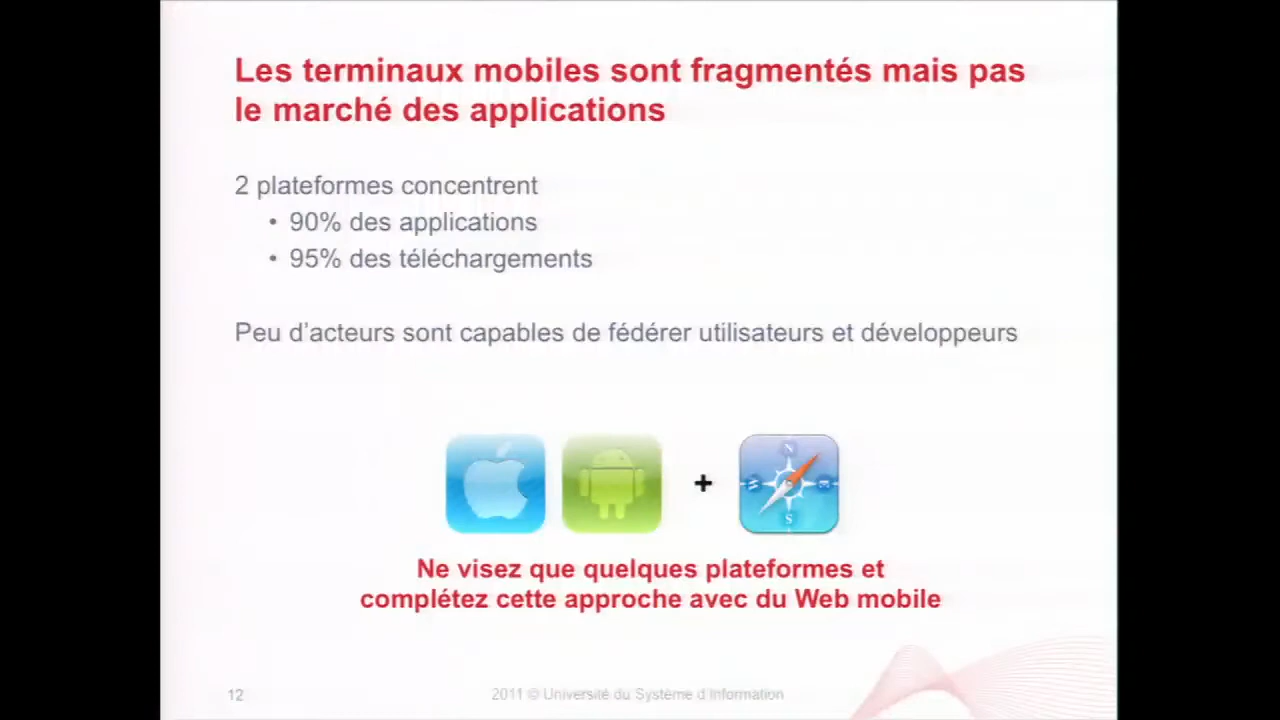 Les terminaux mobiles sont fragmentés mais pas
le marché des applications
2 plateformes concentrent
• 90% des applications
• 95% des téléchargements
Peu d'acteurs sont capables de fédérer utilisateurs et développeurs
+
N
W
S
Ne visez que quelques plateformes et
complétez cette approche avec du Web mobile
12
2011 © Université du Système d'Information